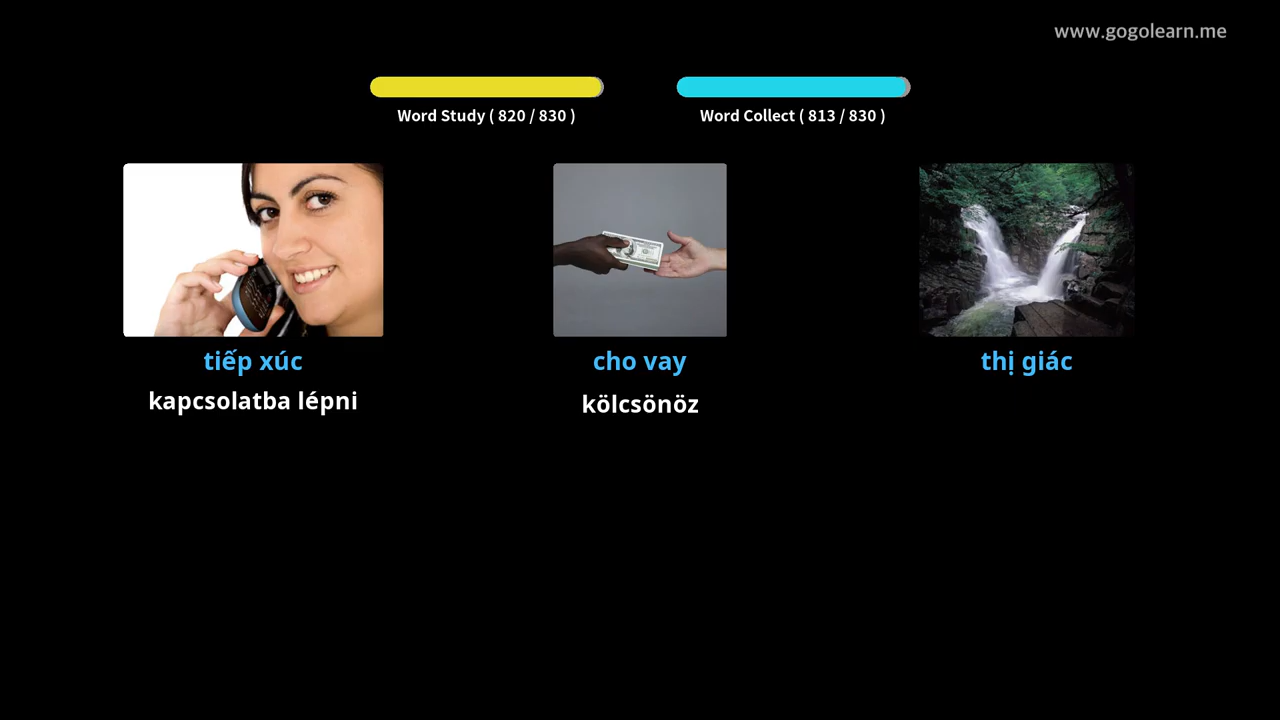 www.gogolearn.me
Word Study ( 820 / 830 )
Word Collect ( 813 / 830 )
tiếp xúc
kapcsolatba lépni
cho vay
kölcsönöz
thị giác